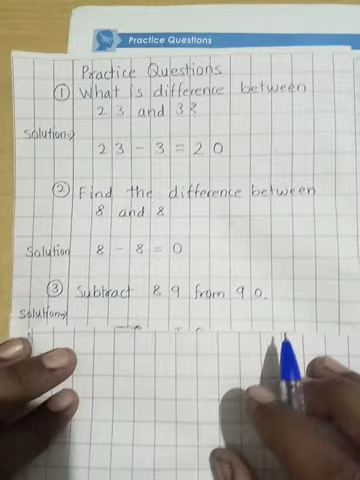 Practice Questions
Practice Questions
① What is difference between
2 3 and 3?
Solution:→
2 3 - 3 = 2 0
② Find the difference between
8 and 8
Solution 8 - 8 = 0
③ Subtract 8 9 from 9 0.
Solution:→